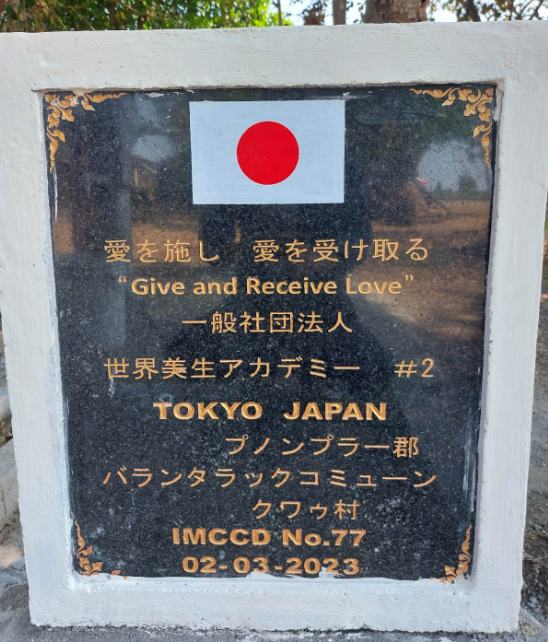 愛を施し　愛を受け取る
“Give and Receive Love”
一般社団法人
世界美生アカデミー　#2
TOKYO JAPAN
プノンプラー郡
バランタラックコミューン
クワゥ村
IMCCD No.77
02-03-2023